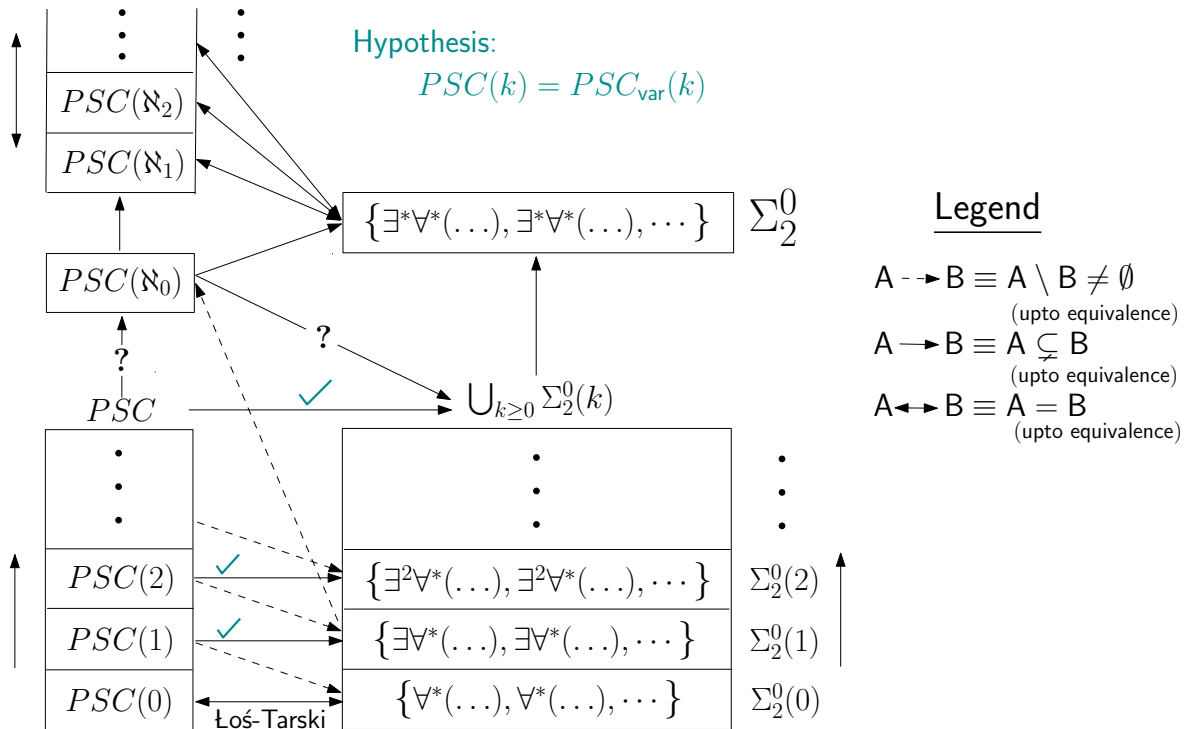 Hypothesis:
PSC(k) = PSC_var(k)
PSC(ℵ₂)
PSC(ℵ₁)
{∃*∀*(...), ∃*∀*(...), ···} Σ⁰₂
PSC(ℵ₀)
?
?
PSC
✓
⋃_{k≥0} Σ⁰₂(k)
PSC(2) ✓ {∃²∀*(...), ∃²∀*(...), ···} Σ⁰₂(2)
PSC(1) ✓ {∃∀*(...), ∃∀*(...), ···} Σ⁰₂(1)
PSC(0) {∀*(...), ∀*(...), ···} Σ⁰₂(0)
Łoś-Tarski
Legend
A ⇢ B ≡ A \ B ≠ ∅
(upto equivalence)
A → B ≡ A ⊊ B
(upto equivalence)
A ↔ B ≡ A = B
(upto equivalence)